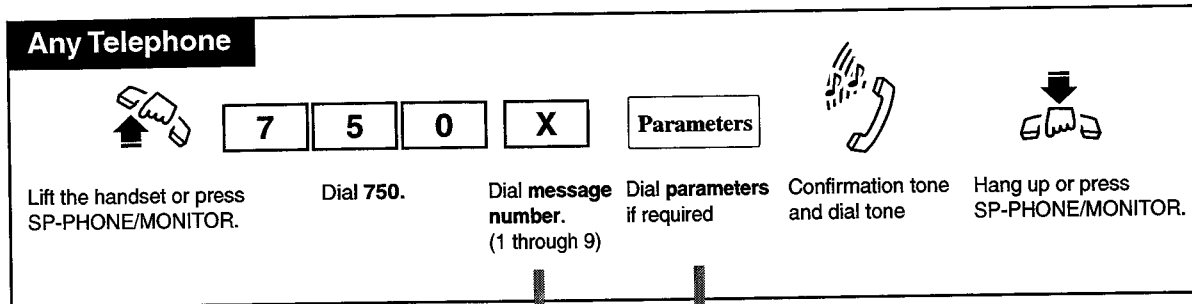 Any Telephone
7 5 0 X Parameters
Lift the handset or press
SP-PHONE/MONITOR.
Dial 750.
Dial message
number.
(1 through 9)
Dial parameters
if required
Confirmation tone
and dial tone
Hang up or press
SP-PHONE/MONITOR.